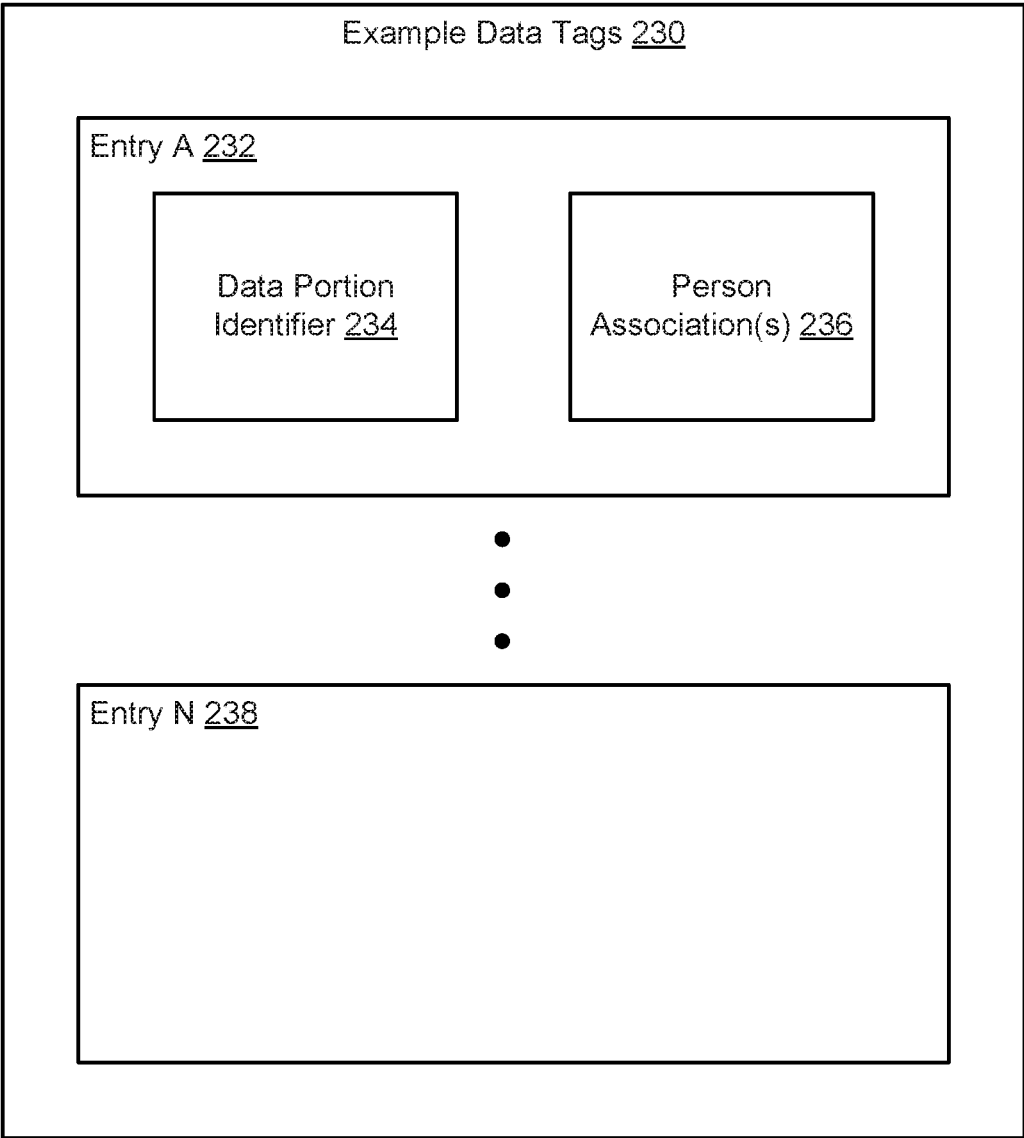 Example Data Tags 230
Entry A 232
Data Portion
Identifier 234
Person
Association(s) 236
Entry N 238